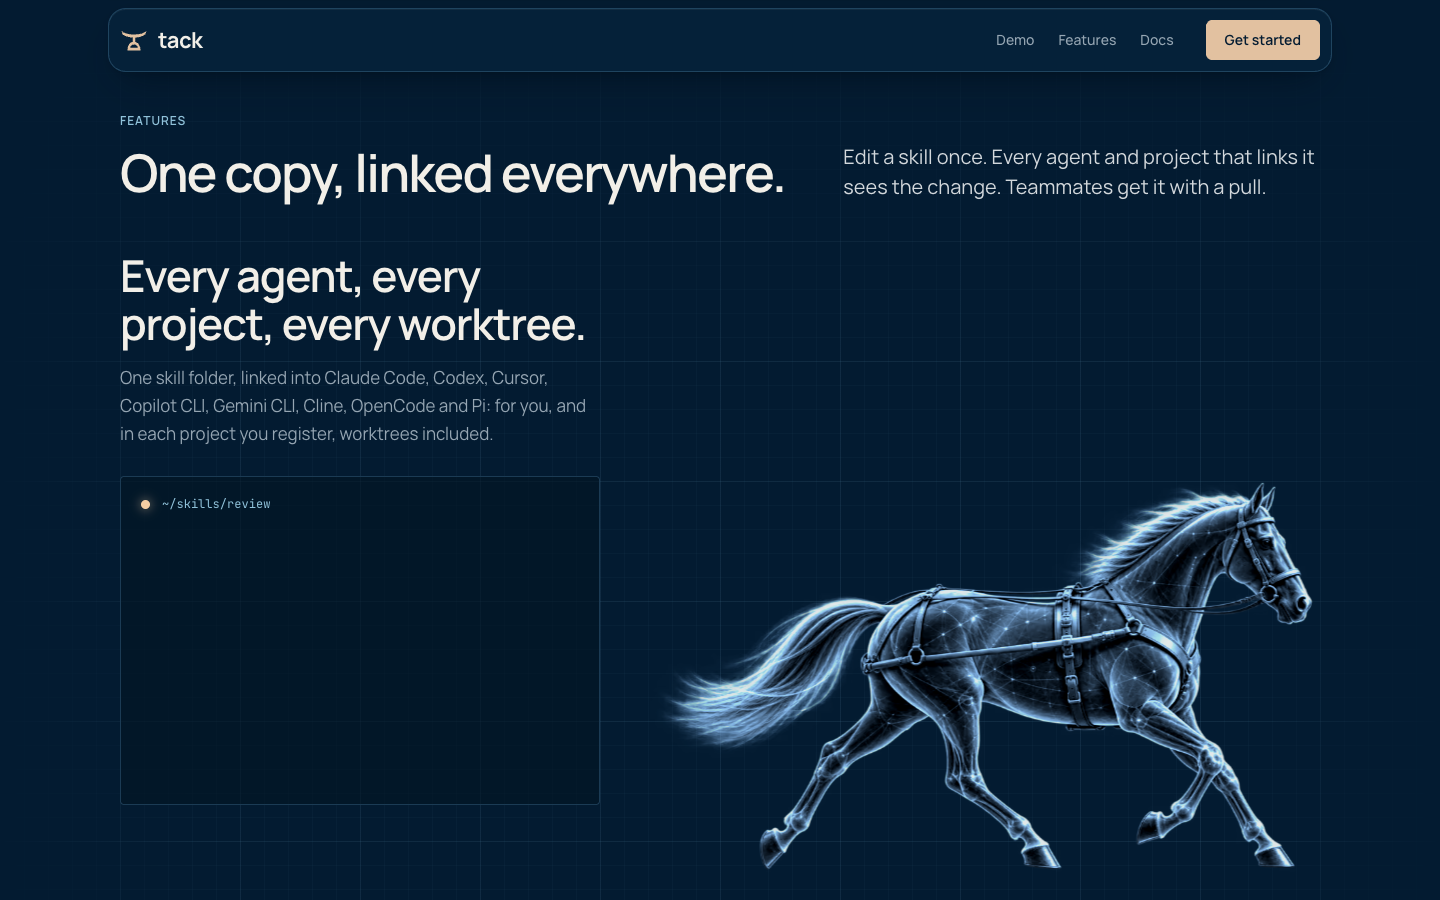 tack
Demo
Features
Docs
Get started
FEATURES
One copy, linked everywhere.
Edit a skill once. Every agent and project that links it
sees the change. Teammates get it with a pull.
Every agent, every
project, every worktree.
One skill folder, linked into Claude Code, Codex, Cursor,
Copilot CLI, Gemini CLI, Cline, OpenCode and Pi: for you, and
in each project you register, worktrees included.
~/skills/review